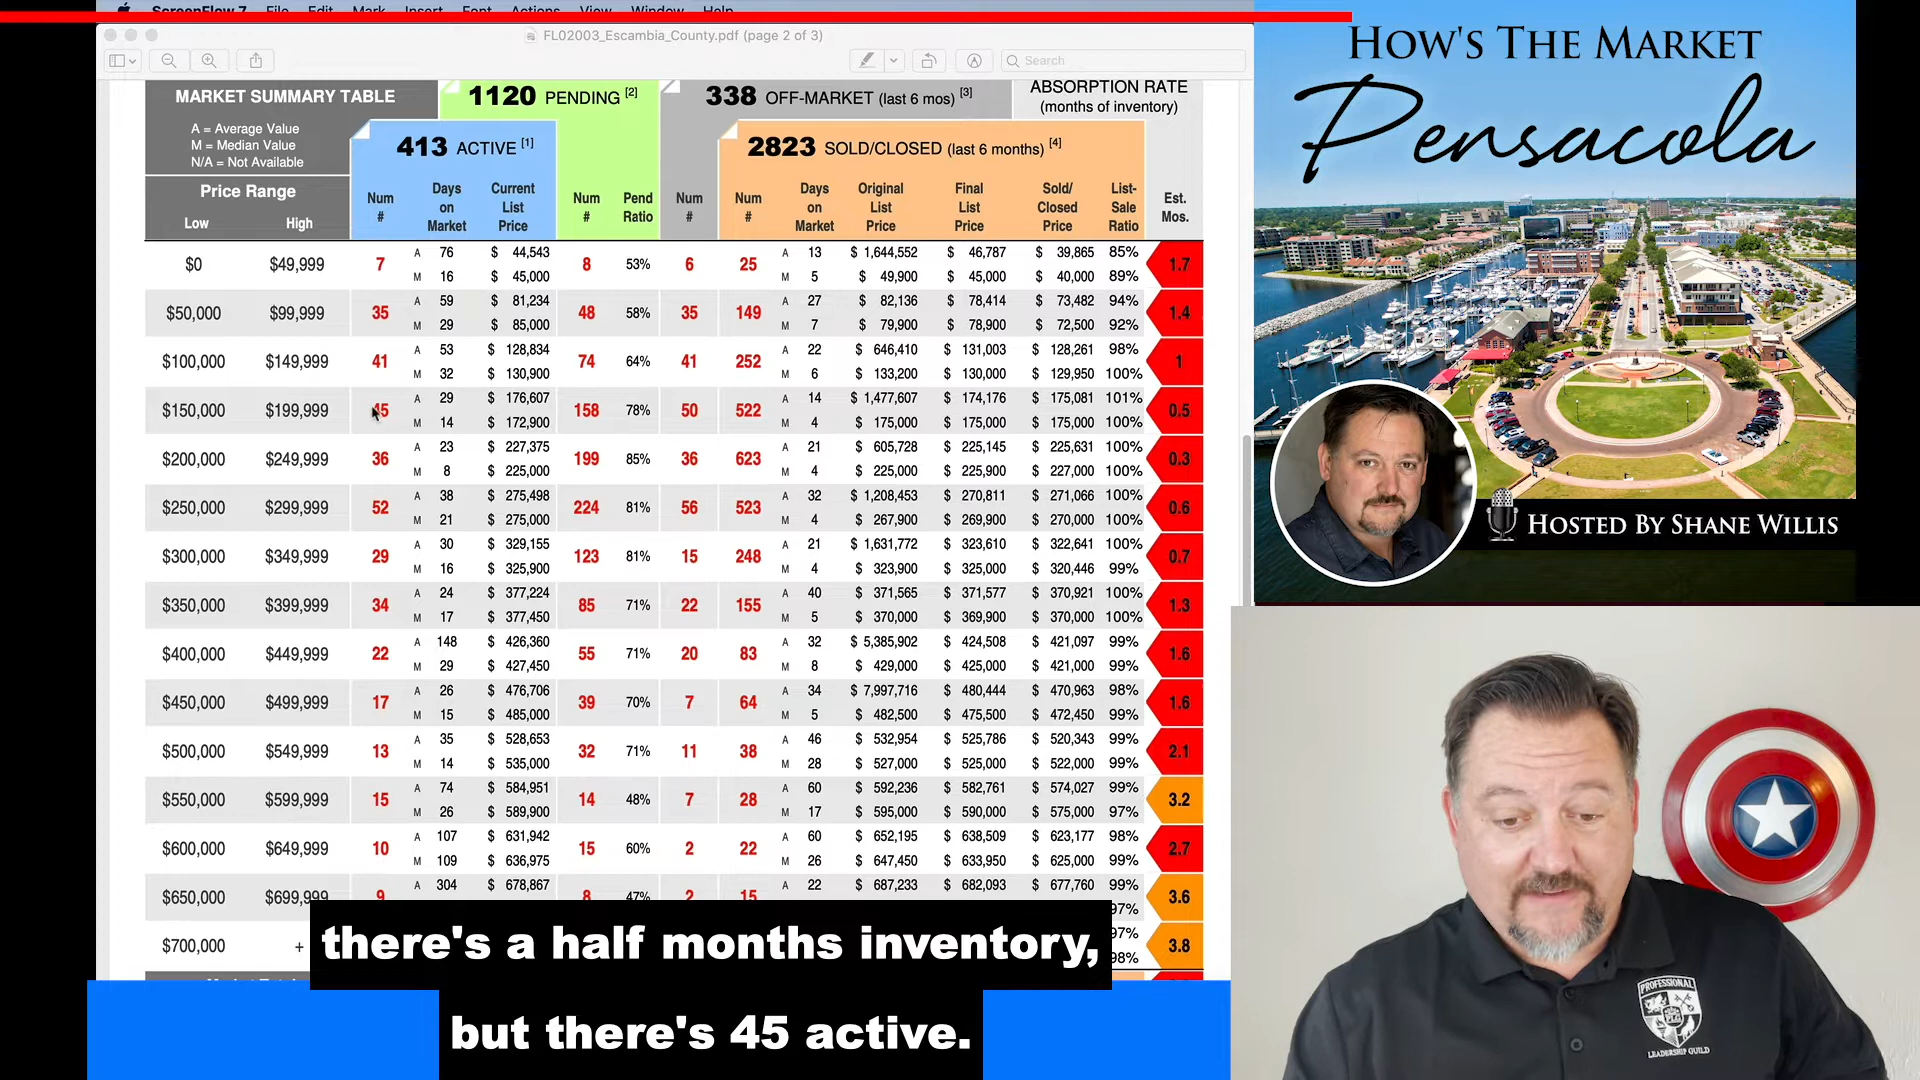 ScreenFlow 7 File Edit Mark Insert Font Actions View Window Help
FL02003_Escambia_County.pdf (page 2 of 3)
Search
MARKET SUMMARY TABLE
A = Average Value
M = Median Value
N/A = Not Available
1120 PENDING [2]
338 OFF-MARKET (last 6 mos) [3]
ABSORPTION RATE
(months of inventory)
413 ACTIVE [1]
2823 SOLD/CLOSED (last 6 months) [4]
Price Range
Low High
Num # Days on Market Current List Price Num # Pend Ratio Num # Num # Days on Market Original List Price Final List Price Sold/Closed Price List-Sale Ratio Est. Mos.
$0 $49,999 7 A 76 $ 44,543 8 53% 6 25 A 13 $ 1,644,552 $ 46,787 $ 39,865 85% 1.7
M 16 $ 45,000 M 5 $ 49,900 $ 45,000 $ 40,000 89%
$50,000 $99,999 35 A 59 $ 81,234 48 58% 35 149 A 27 $ 82,136 $ 78,414 $ 73,482 94% 1.4
M 29 $ 85,000 M 7 $ 79,900 $ 78,900 $ 72,500 92%
$100,000 $149,999 41 A 53 $ 128,834 74 64% 41 252 A 22 $ 646,410 $ 131,003 $ 128,261 98% 1
M 32 $ 130,900 M 6 $ 133,200 $ 130,000 $ 129,950 100%
$150,000 $199,999 45 A 29 $ 176,607 158 78% 50 522 A 14 $ 1,477,607 $ 174,176 $ 175,081 101% 0.5
M 14 $ 172,900 M 4 $ 175,000 $ 175,000 $ 175,000 100%
$200,000 $249,999 36 A 23 $ 227,375 199 85% 36 623 A 21 $ 605,728 $ 225,145 $ 225,631 100% 0.3
M 8 $ 225,000 M 4 $ 225,000 $ 225,900 $ 227,000 100%
$250,000 $299,999 52 A 38 $ 275,498 224 81% 56 523 A 32 $ 1,208,453 $ 270,811 $ 271,066 100% 0.6
M 21 $ 275,000 M 4 $ 267,900 $ 269,900 $ 270,000 100%
$300,000 $349,999 29 A 30 $ 329,155 123 81% 15 248 A 21 $ 1,631,772 $ 323,610 $ 322,641 100% 0.7
M 16 $ 325,900 M 4 $ 323,900 $ 325,000 $ 320,446 99%
$350,000 $399,999 34 A 24 $ 377,224 85 71% 22 155 A 40 $ 371,565 $ 371,577 $ 370,921 100% 1.3
M 17 $ 377,450 M 5 $ 370,000 $ 369,900 $ 370,000 100%
$400,000 $449,999 22 A 148 $ 426,360 55 71% 20 83 A 32 $ 5,385,902 $ 424,508 $ 421,097 99% 1.6
M 29 $ 427,450 M 8 $ 429,000 $ 425,000 $ 421,000 99%
$450,000 $499,999 17 A 26 $ 476,706 39 70% 7 64 A 34 $ 7,997,716 $ 480,444 $ 470,963 98% 1.6
M 15 $ 485,000 M 5 $ 482,500 $ 475,500 $ 472,450 99%
$500,000 $549,999 13 A 35 $ 528,653 32 71% 11 38 A 46 $ 532,954 $ 525,786 $ 520,343 99% 2.1
M 14 $ 535,000 M 28 $ 527,000 $ 525,000 $ 522,000 99%
$550,000 $599,999 15 A 74 $ 584,951 14 48% 7 28 A 60 $ 592,236 $ 582,761 $ 574,027 99% 3.2
M 26 $ 589,900 M 17 $ 595,000 $ 590,000 $ 575,000 97%
$600,000 $649,999 10 A 107 $ 631,942 15 60% 2 22 A 60 $ 652,195 $ 638,509 $ 623,177 98% 2.7
M 109 $ 636,975 M 26 $ 647,450 $ 633,950 $ 625,000 99%
$650,000 $699,999 9 A 304 $ 678,867 8 47% 2 15 A 22 $ 687,233 $ 682,093 $ 677,760 99% 3.6
97%
$700,000 + 97% 3.8
98%
there's a half months inventory,
but there's 45 active.
HOW'S THE MARKET
Pensacola
HOSTED BY SHANE WILLIS
PROFESSIONAL
PLG
LEADERSHIP GUILD